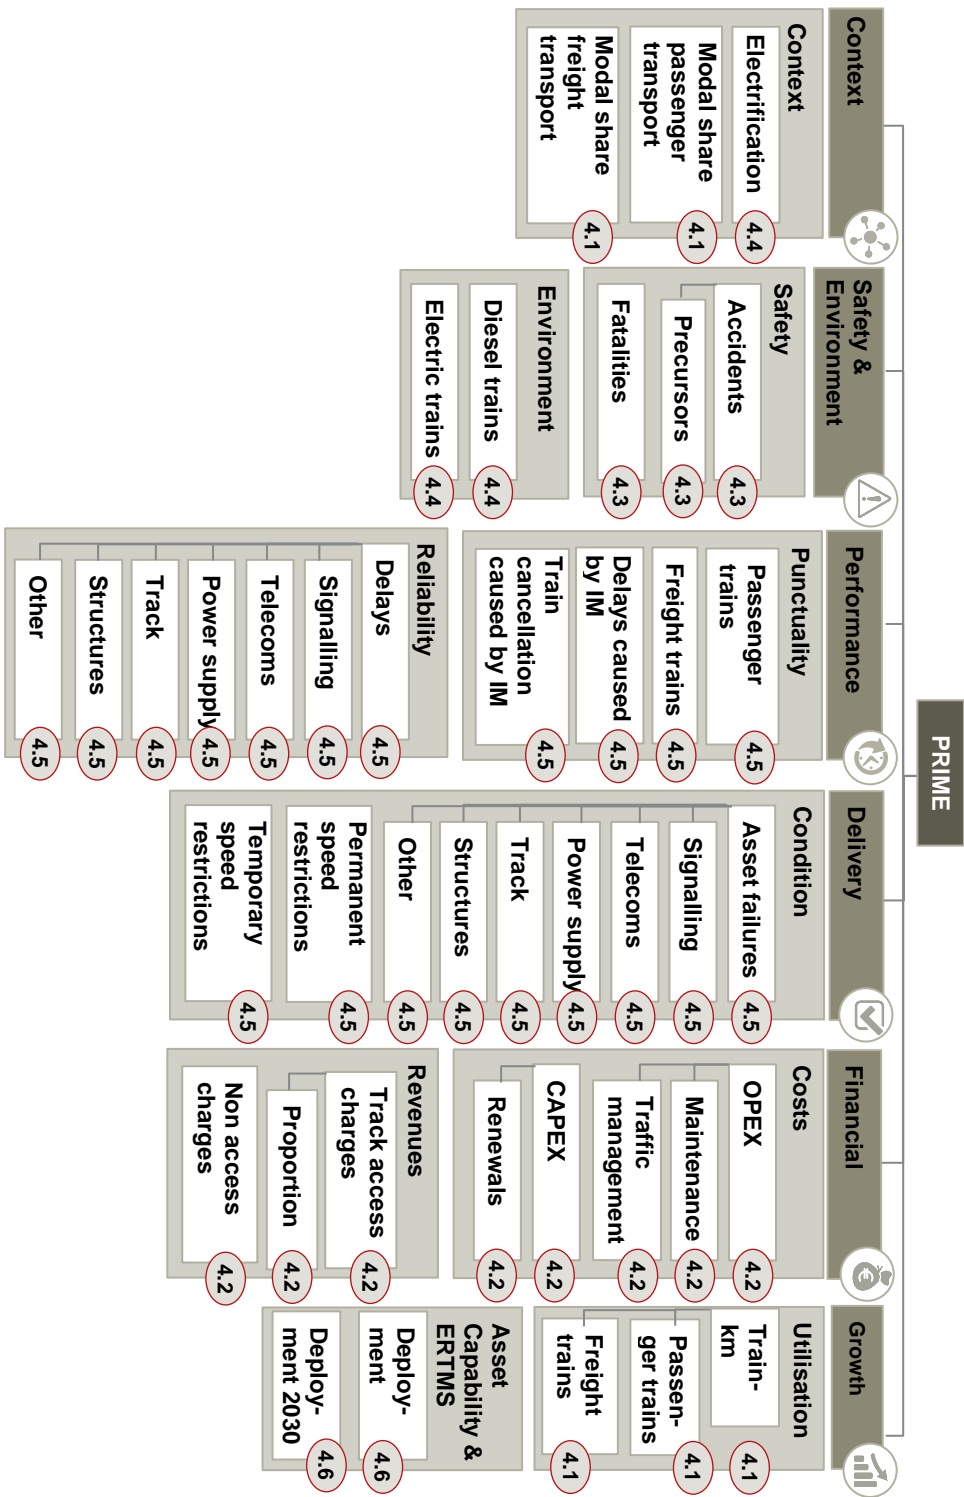 PRIME
Context
Context
Electrification
4.4
Modal share
passenger
transport
4.1
Modal share
freight
transport
4.1
Safety &
Environment
Safety
Accidents
4.3
Precursors
4.3
Fatalities
4.3
Environment
Diesel trains
4.4
Electric trains
4.4
Performance
Punctuality
Passenger
trains
4.5
Freight trains
4.5
Delays caused
by IM
4.5
Train
cancellation
caused by IM
4.5
Reliability
Delays
4.5
Signalling
4.5
Telecoms
4.5
Power supply
4.5
Track
4.5
Structures
4.5
Other
4.5
Delivery
Condition
Asset failures
4.5
Signalling
4.5
Telecoms
4.5
Power supply
4.5
Track
4.5
Structures
4.5
Other
4.5
Permanent
speed
restrictions
4.5
Temporary
speed
restrictions
4.5
Financial
Costs
OPEX
4.2
Maintenance
4.2
Traffic
management
4.2
CAPEX
4.2
Renewals
4.2
Revenues
Track access
charges
4.2
Proportion
4.2
Non access
charges
4.2
Growth
Utilisation
Train-
km
4.1
Passen-
ger trains
4.1
Freight
trains
4.1
Asset
Capability &
ERTMS
Deploy-
ment
4.6
Deploy-
ment 2030
4.6